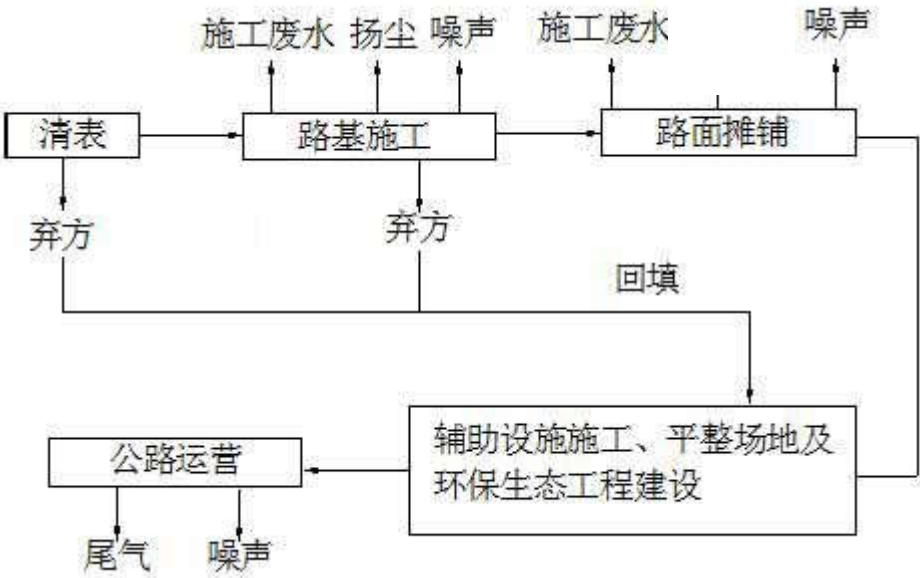 施工废水 扬尘 噪声 施工废水 噪声
清表 路基施工 路面摊铺
弃方 弃方
回填
辅助设施施工、平整场地及
环保生态工程建设
公路运营
尾气 噪声